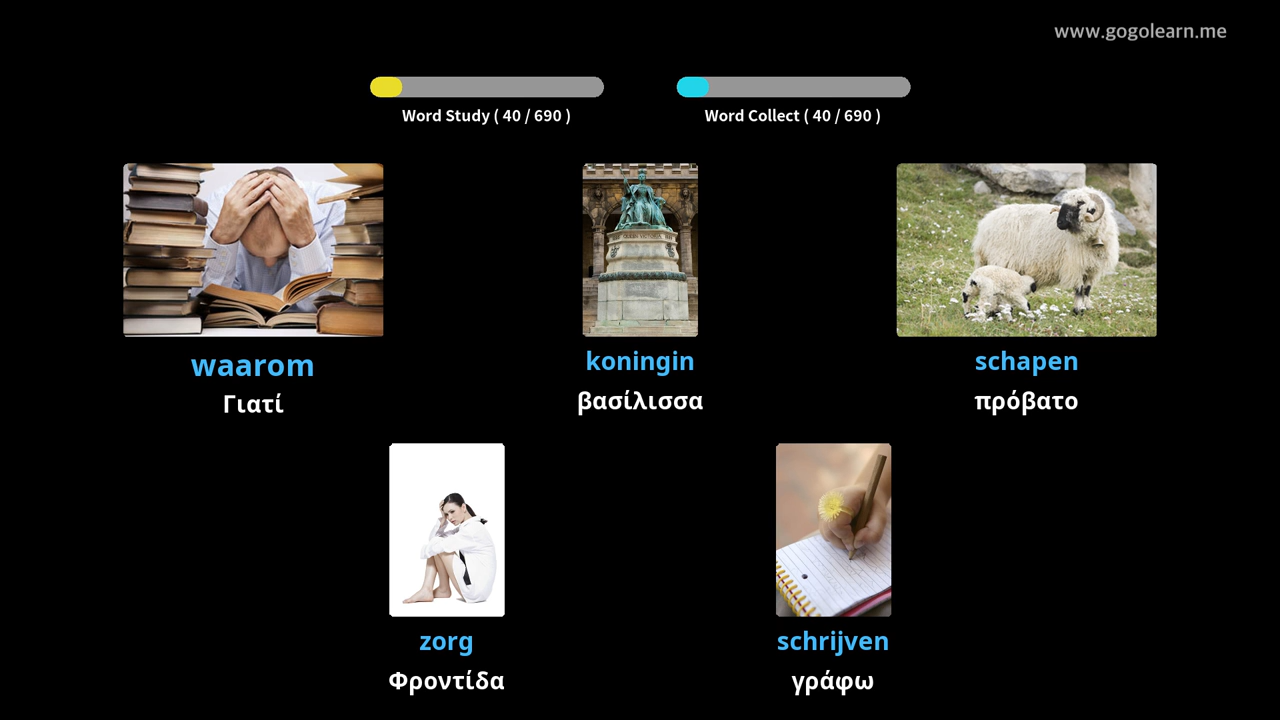 www.gogolearn.me
Word Study ( 40 / 690 )
Word Collect ( 40 / 690 )
waarom
Γιατί
koningin
βασίλισσα
schapen
πρόβατο
zorg
Φροντίδα
schrijven
γράφω